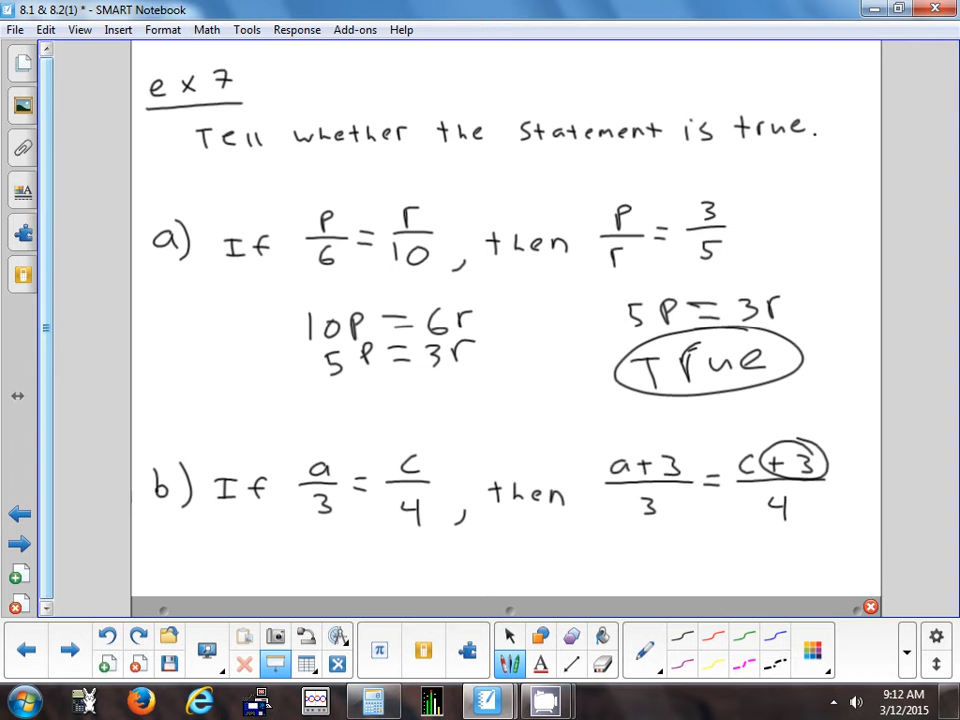 8.1 & 8.2(1) * - SMART Notebook
File Edit View Insert Format Math Tools Response Add-ons Help
ex 7
Tell whether the statement is true.
a) If p/6 = r/10, then p/r = 3/5
10p = 6r
5p = 3r
5p = 3r
True
b) If a/3 = c/4, then a+3/3 = c+3/4
π
A
9:12 AM
3/12/2015